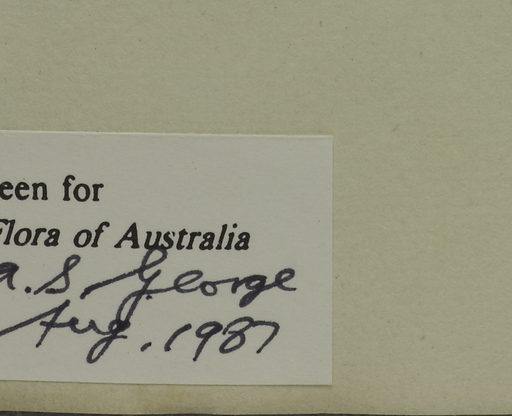 een for
Flora of Australia
A. S. George
Aug. 1987